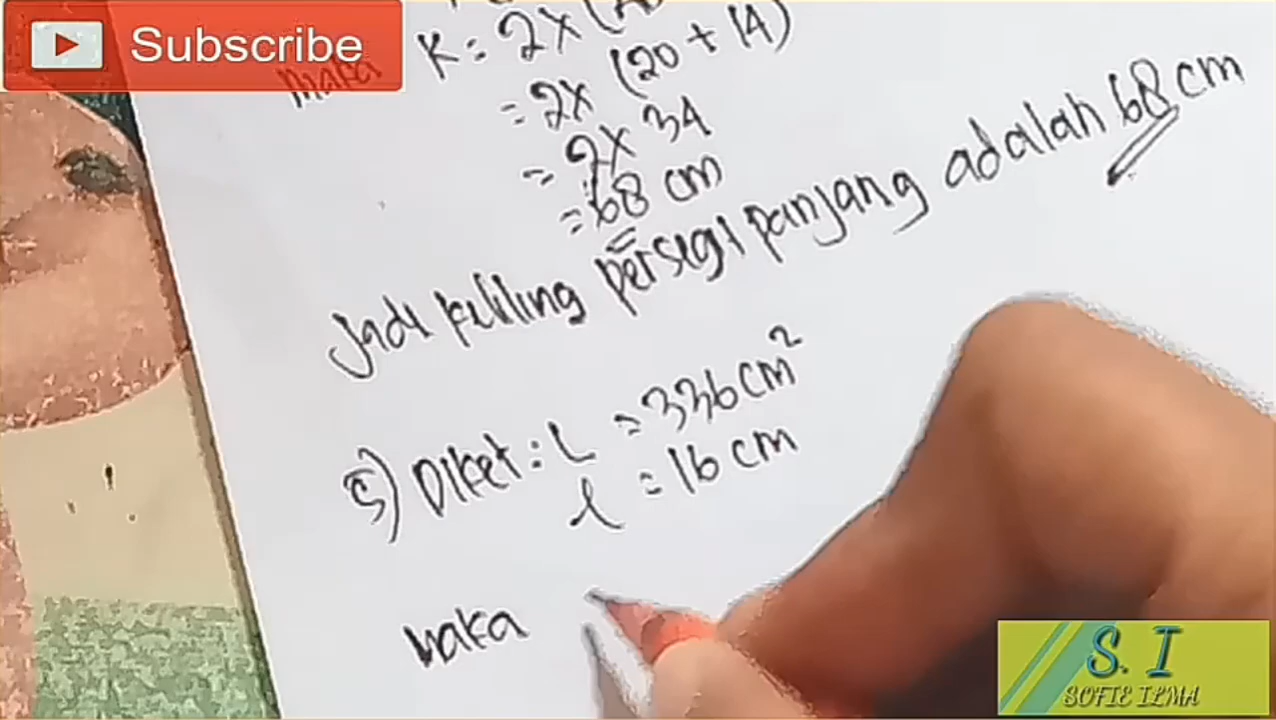 Subscribe
maka K = 2x(
= 2x (20 + 14)
= 2x 34
= 68 cm
Jadi keliling persegi panjang adalah 68 cm
5) Diket : L = 336 cm²
l = 16 cm
maka
S. I
SOFIE ILMA